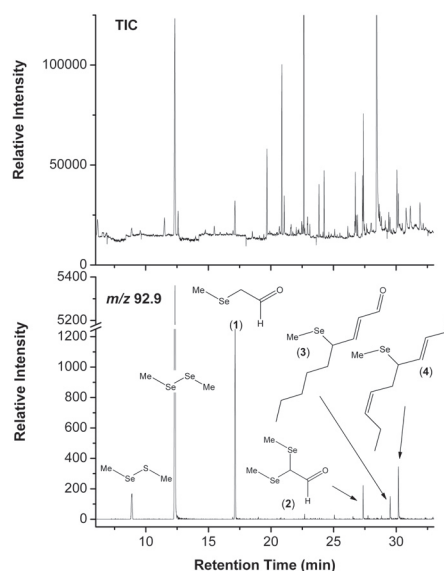 TIC
100000
50000
0
Relative Intensity
m/z 92.9
5400
5200
1200
1000
800
600
400
200
0
Relative Intensity
Me Se O H
(1)
Me Se Se Me
Me Se S Me
Me Se O
(3)
Me Se
(4)
Me Se Me Se O H
(2)
10 15 20 25 30
Retention Time (min)